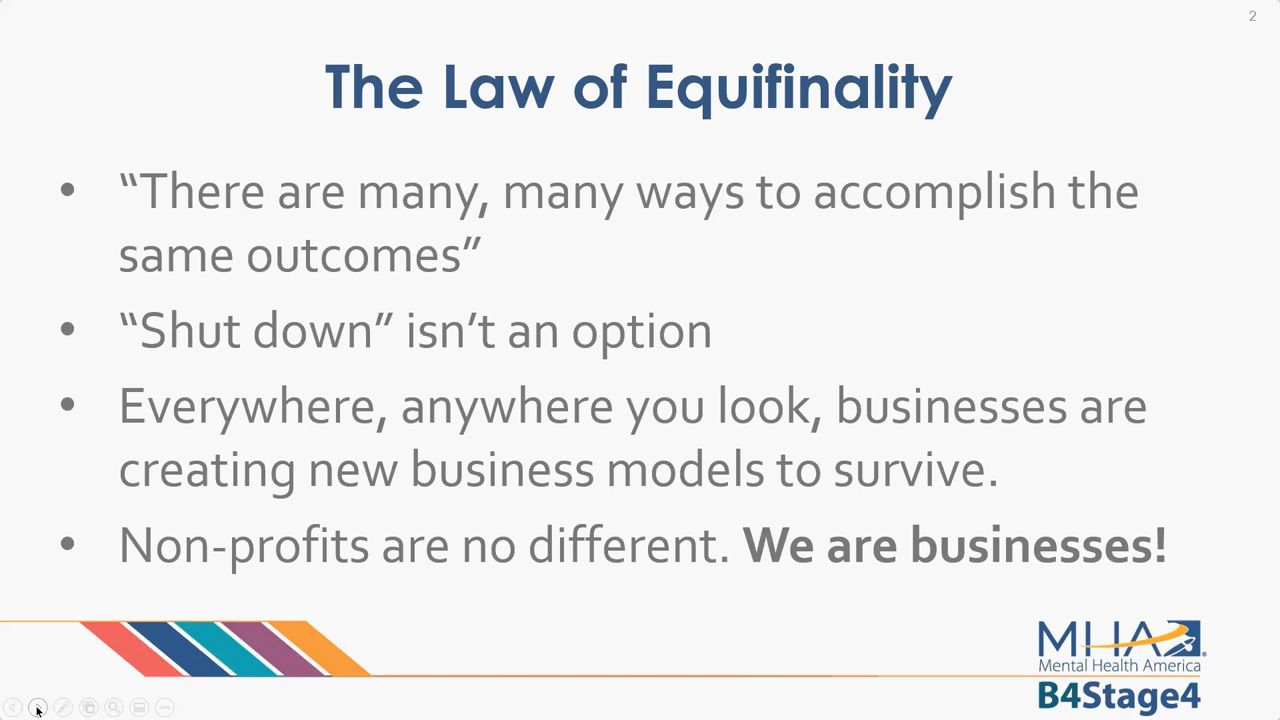 2
The Law of Equifinality
• “There are many, many ways to accomplish the
same outcomes”
• “Shut down” isn’t an option
• Everywhere, anywhere you look, businesses are
creating new business models to survive.
• Non-profits are no different. We are businesses!
MHA®
Mental Health America
B4Stage4